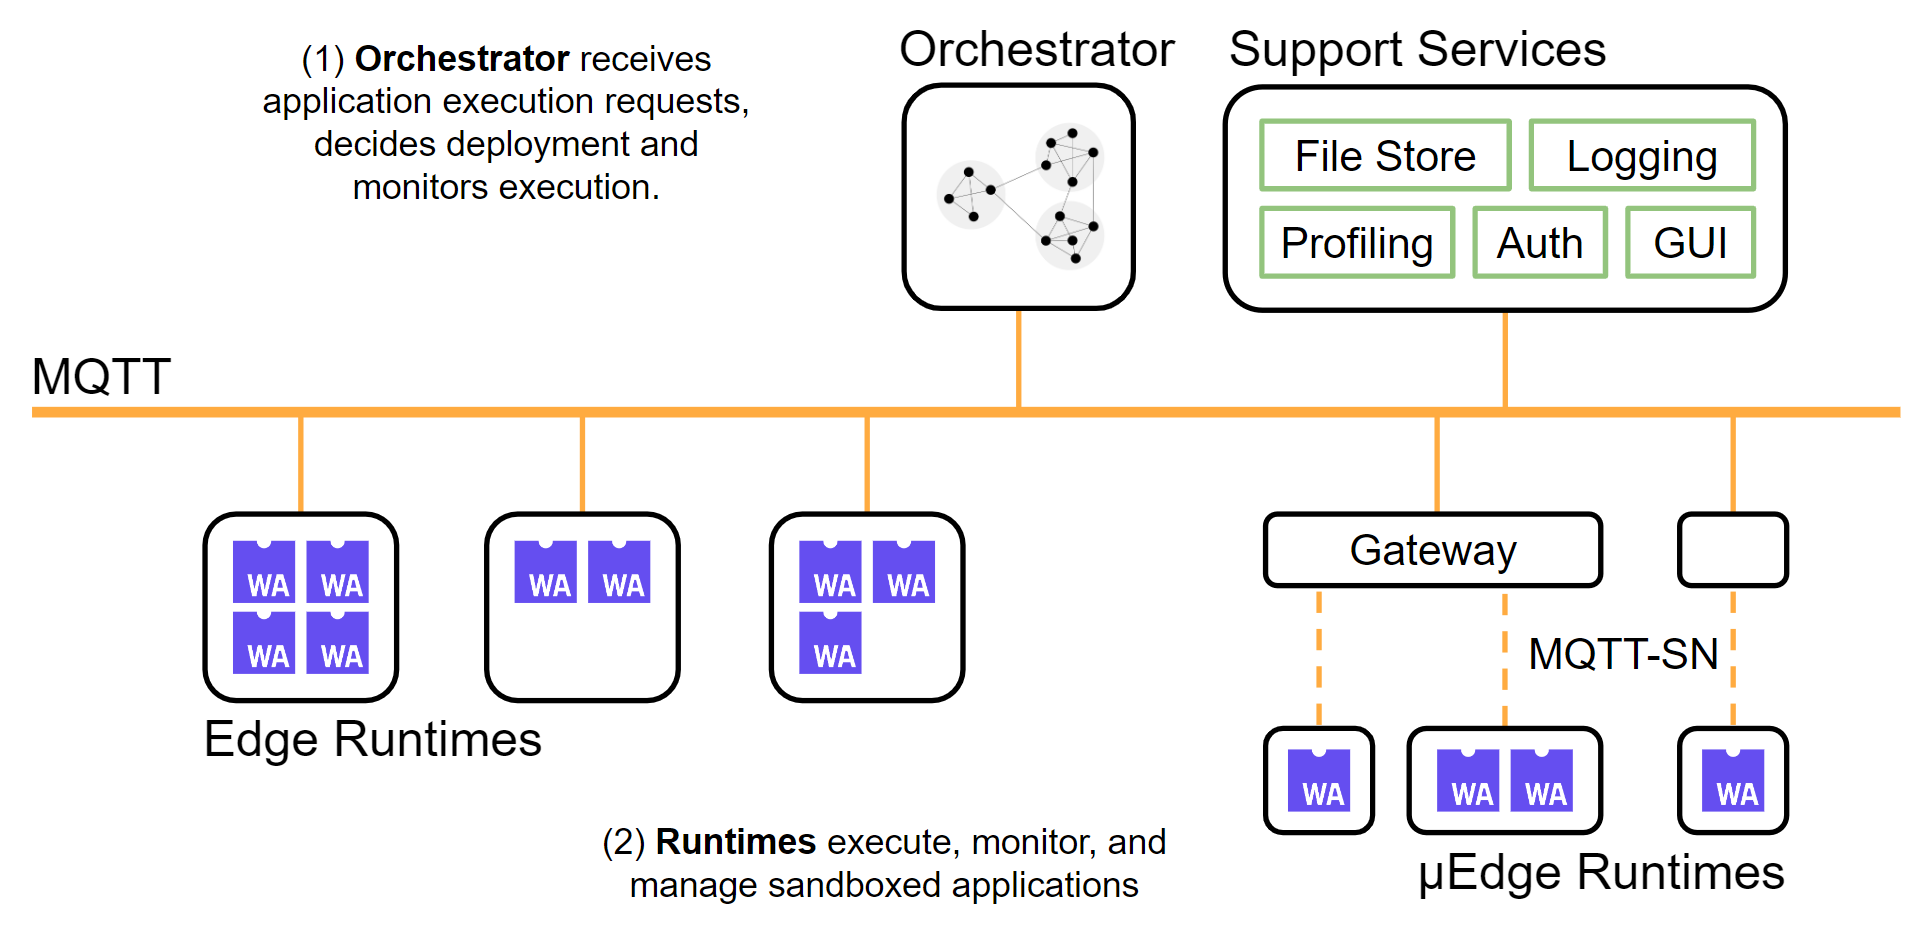 (1) Orchestrator receives
application execution requests,
decides deployment and
monitors execution.
Orchestrator
Support Services
File Store
Logging
Profiling
Auth
GUI
MQTT
WA WA
WA WA
WA WA
WA WA
WA
Edge Runtimes
Gateway
MQTT-SN
WA
WA WA
WA
µEdge Runtimes
(2) Runtimes execute, monitor, and
manage sandboxed applications